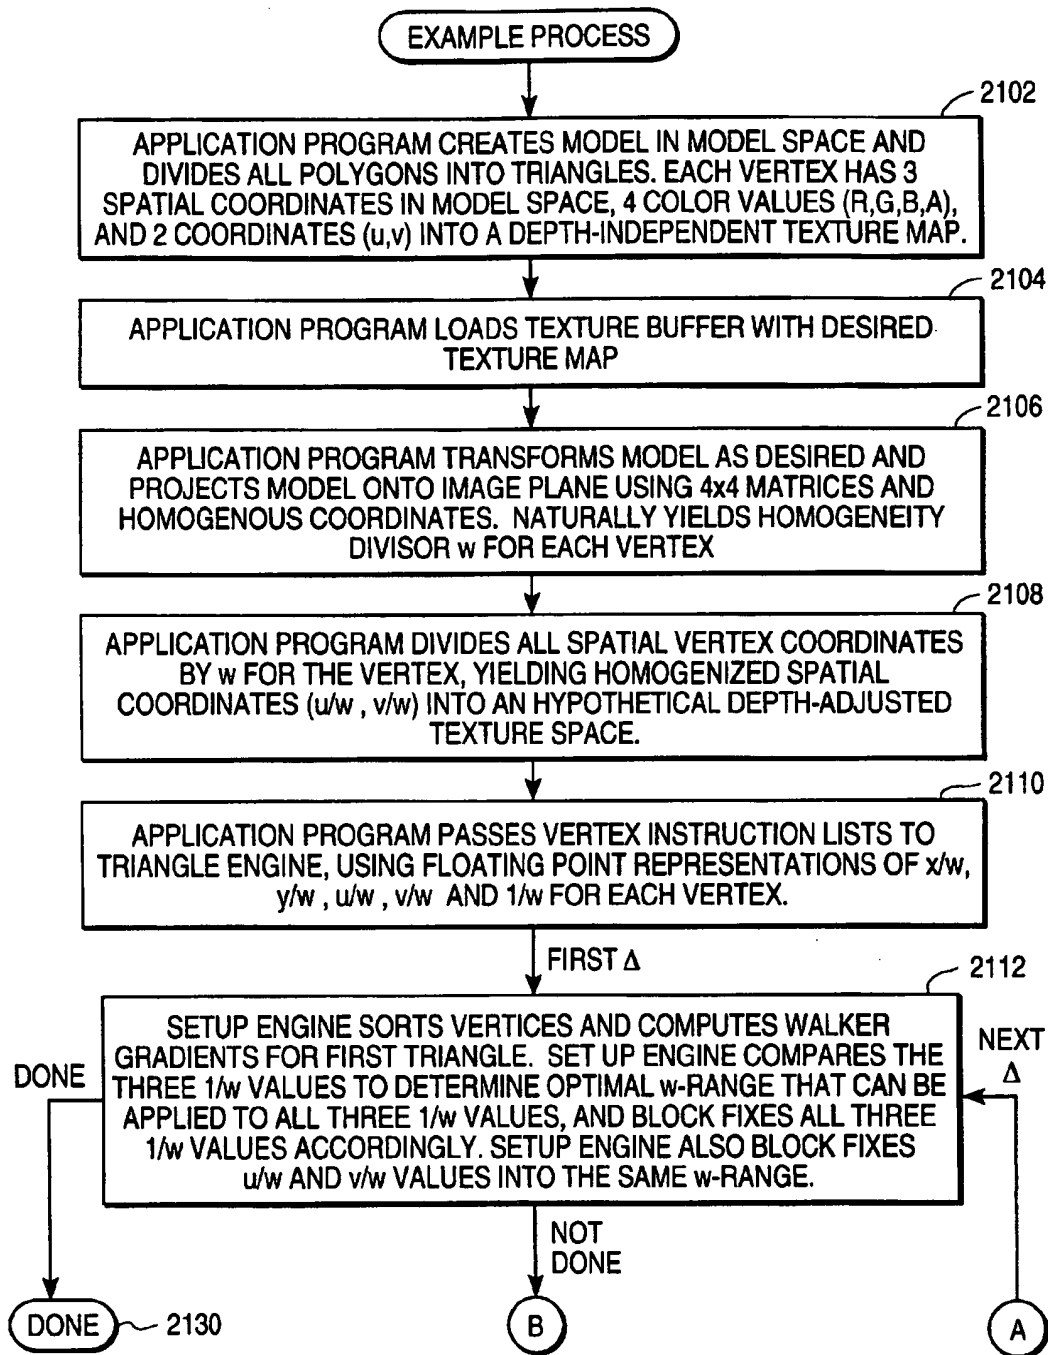 EXAMPLE PROCESS
2102
APPLICATION PROGRAM CREATES MODEL IN MODEL SPACE AND
DIVIDES ALL POLYGONS INTO TRIANGLES. EACH VERTEX HAS 3
SPATIAL COORDINATES IN MODEL SPACE, 4 COLOR VALUES (R,G,B,A),
AND 2 COORDINATES (u,v) INTO A DEPTH-INDEPENDENT TEXTURE MAP.
2104
APPLICATION PROGRAM LOADS TEXTURE BUFFER WITH DESIRED
TEXTURE MAP
2106
APPLICATION PROGRAM TRANSFORMS MODEL AS DESIRED AND
PROJECTS MODEL ONTO IMAGE PLANE USING 4x4 MATRICES AND
HOMOGENOUS COORDINATES. NATURALLY YIELDS HOMOGENEITY
DIVISOR w FOR EACH VERTEX
2108
APPLICATION PROGRAM DIVIDES ALL SPATIAL VERTEX COORDINATES
BY w FOR THE VERTEX, YIELDING HOMOGENIZED SPATIAL
COORDINATES (u/w , v/w) INTO AN HYPOTHETICAL DEPTH-ADJUSTED
TEXTURE SPACE.
2110
APPLICATION PROGRAM PASSES VERTEX INSTRUCTION LISTS TO
TRIANGLE ENGINE, USING FLOATING POINT REPRESENTATIONS OF x/w,
y/w , u/w , v/w AND 1/w FOR EACH VERTEX.
FIRST Δ
2112
SETUP ENGINE SORTS VERTICES AND COMPUTES WALKER
GRADIENTS FOR FIRST TRIANGLE. SET UP ENGINE COMPARES THE
THREE 1/w VALUES TO DETERMINE OPTIMAL w-RANGE THAT CAN BE
APPLIED TO ALL THREE 1/w VALUES, AND BLOCK FIXES ALL THREE
1/w VALUES ACCORDINGLY. SETUP ENGINE ALSO BLOCK FIXES
u/w AND v/w VALUES INTO THE SAME w-RANGE.
DONE
NEXT
Δ
NOT
DONE
DONE
2130
B
A